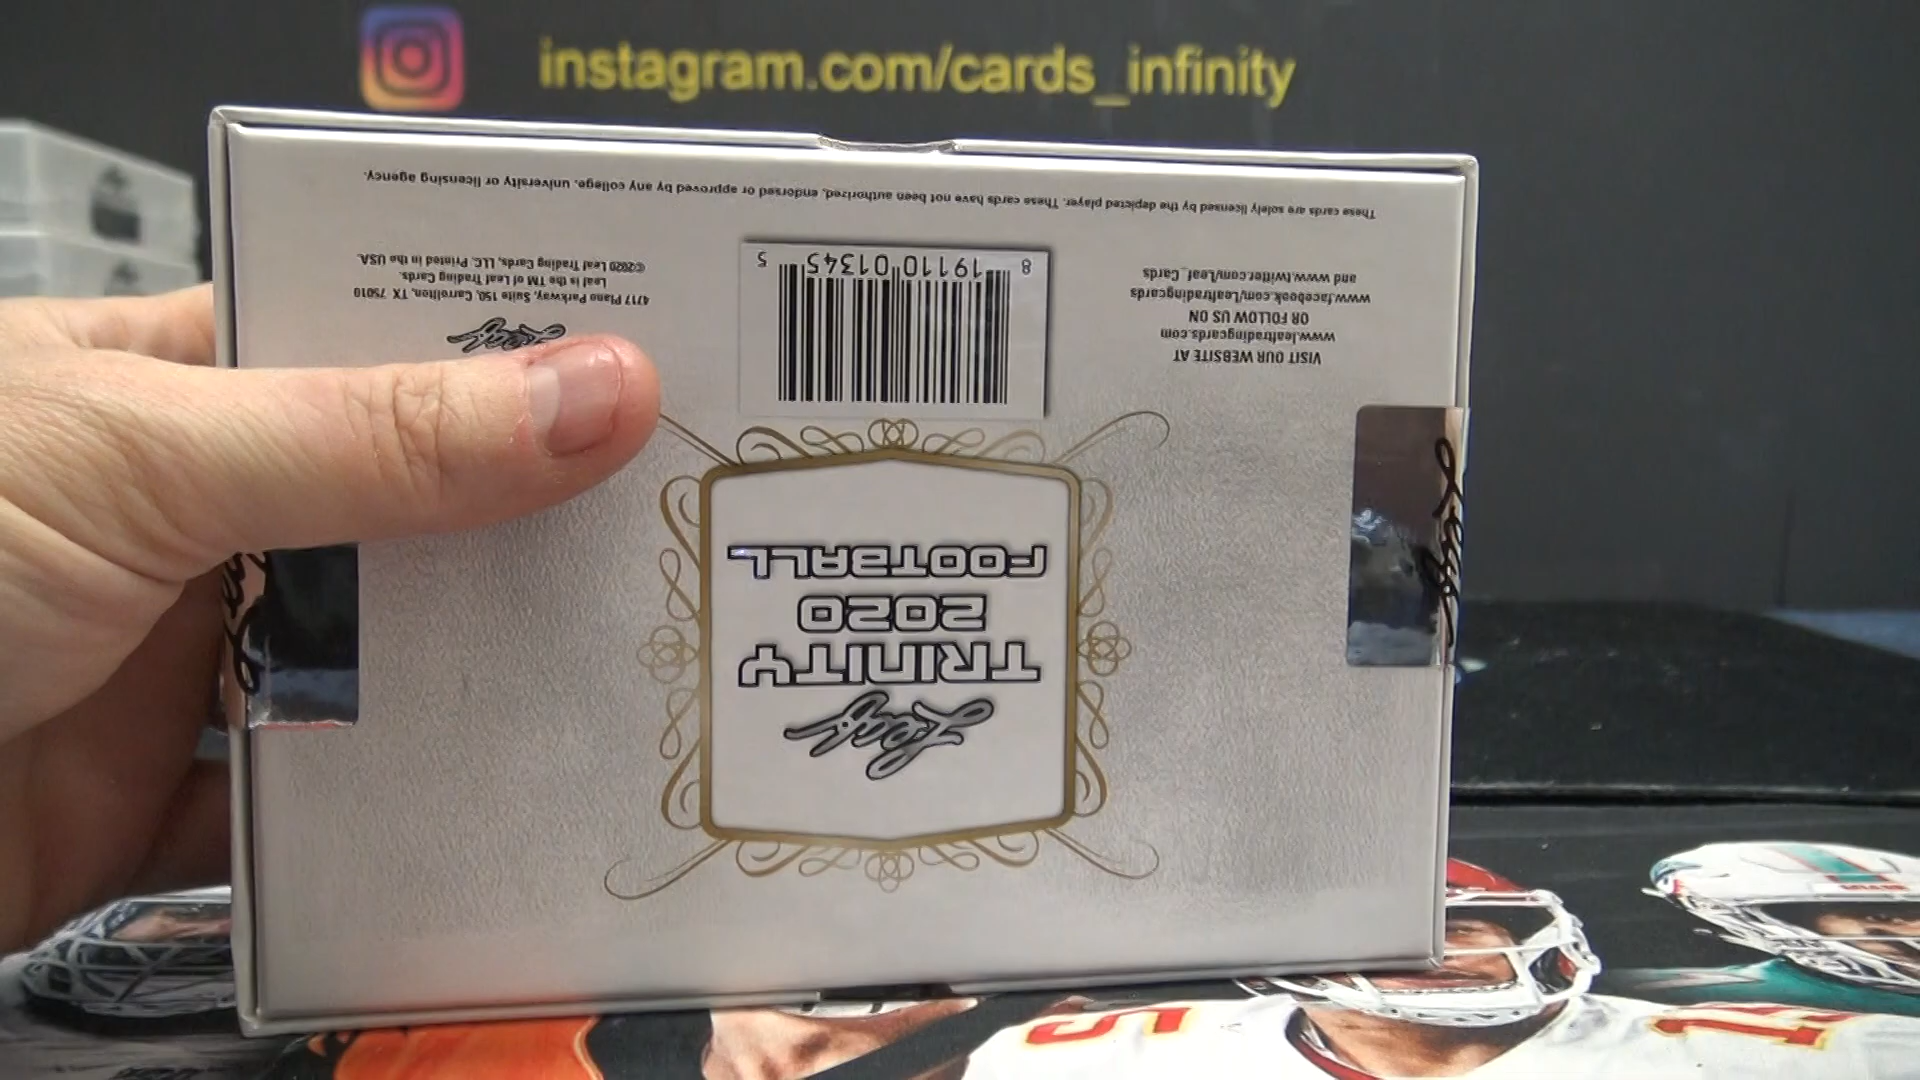 instagram.com/cards_infinity
These cards are solely licensed by the depicted player. These cards have not been authorized, endorsed or approved by any college, university or licensing agency.
VISIT OUR WEBSITE AT
www.leaftradingcards.com
OR FOLLOW US ON
www.facebook.com/Leaftradingcards
and www.twitter.com/Leaf_Cards
8 19110 01345 5
Leaf
4717 Plano Parkway, Suite 150, Carrollton, TX 75010
Leaf is the TM of Leaf Trading Cards.
©2020 Leaf Trading Cards, LLC. Printed in the USA.
Leaf
TRINITY
2020
FOOTBALL
Leaf
Leaf
15